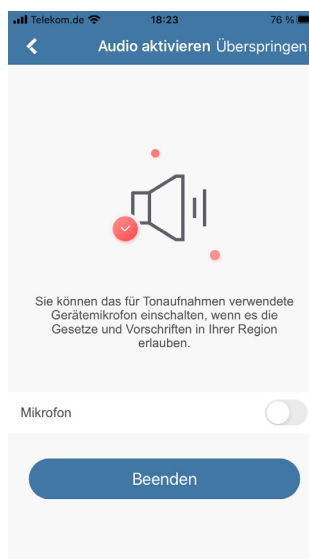 Telekom.de 18:23 76 %
Audio aktivieren Überspringen
Sie können das für Tonaufnahmen verwendete
Gerätemikrofon einschalten, wenn es die
Gesetze und Vorschriften in Ihrer Region
erlauben.
Mikrofon
Beenden